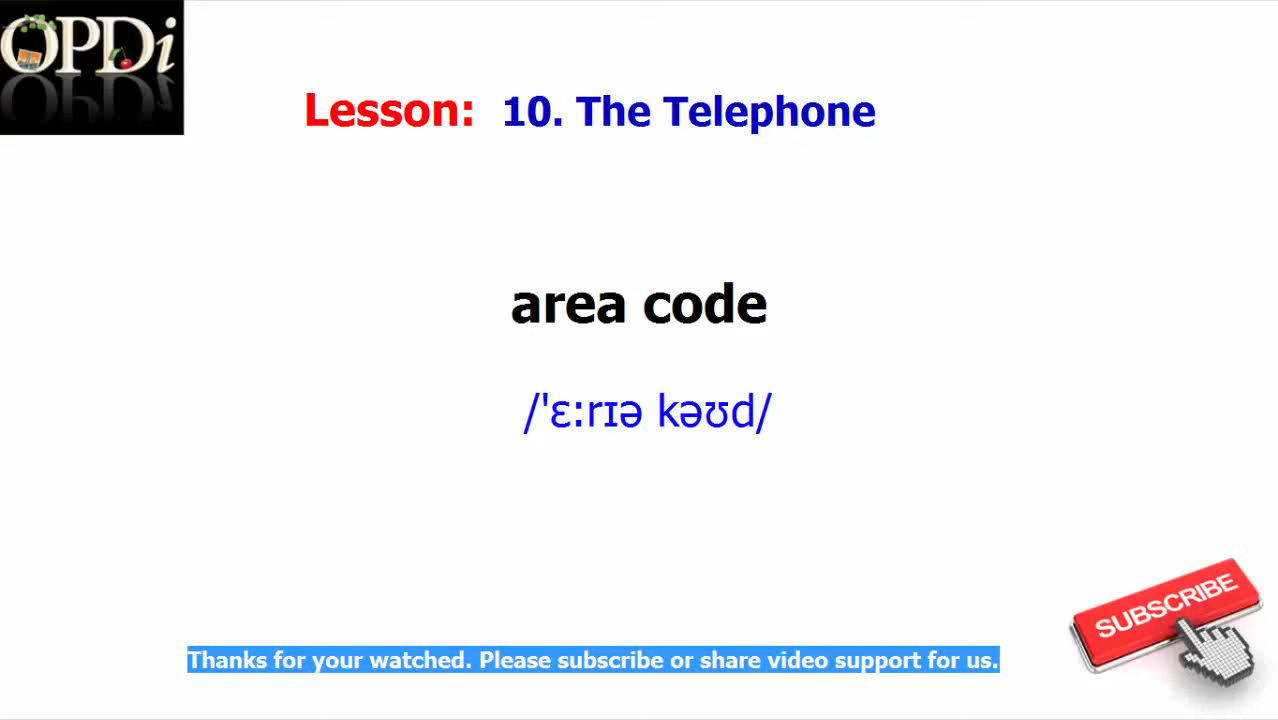 OPDi
Lesson: 10. The Telephone
area code
/ˈɛːrɪə kəʊd/
SUBSCRIBE
Thanks for your watched. Please subscribe or share video support for us.